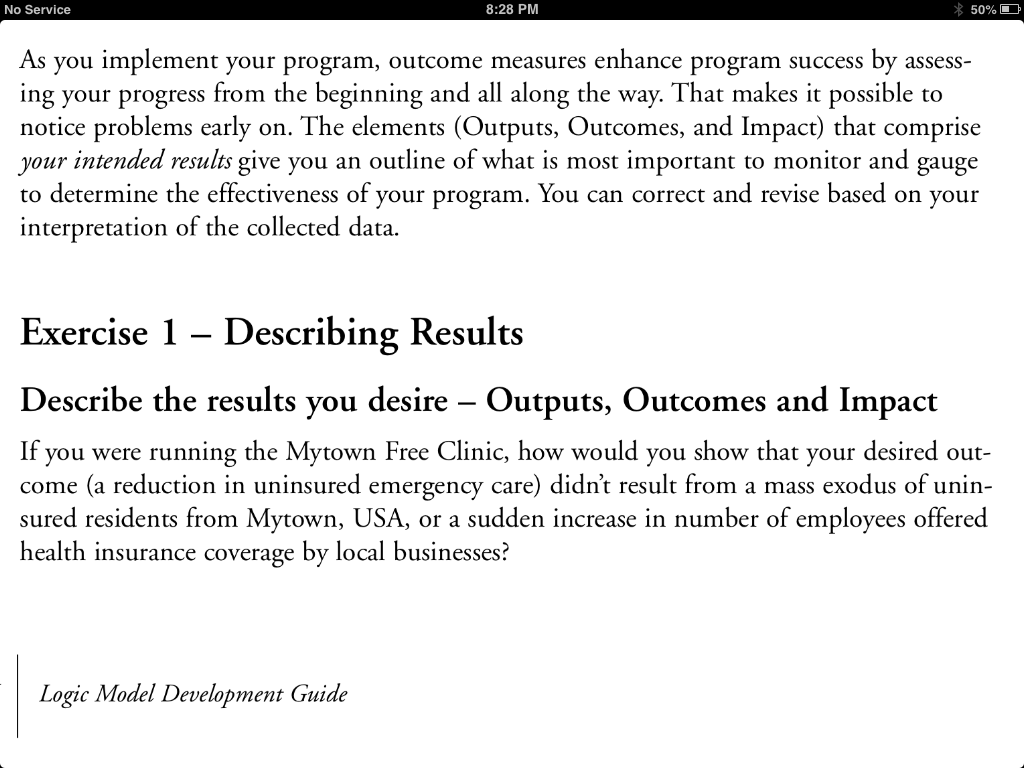 No Service
8:28 PM
50%
As you implement your program, outcome measures enhance program success by assess-
ing your progress from the beginning and all along the way. That makes it possible to
notice problems early on. The elements (Outputs, Outcomes, and Impact) that comprise
your intended results give you an outline of what is most important to monitor and gauge
to determine the effectiveness of your program. You can correct and revise based on your
interpretation of the collected data.
Exercise 1 – Describing Results
Describe the results you desire – Outputs, Outcomes and Impact
If you were running the Mytown Free Clinic, how would you show that your desired out-
come (a reduction in uninsured emergency care) didn’t result from a mass exodus of unin-
sured residents from Mytown, USA, or a sudden increase in number of employees offered
health insurance coverage by local businesses?
Logic Model Development Guide